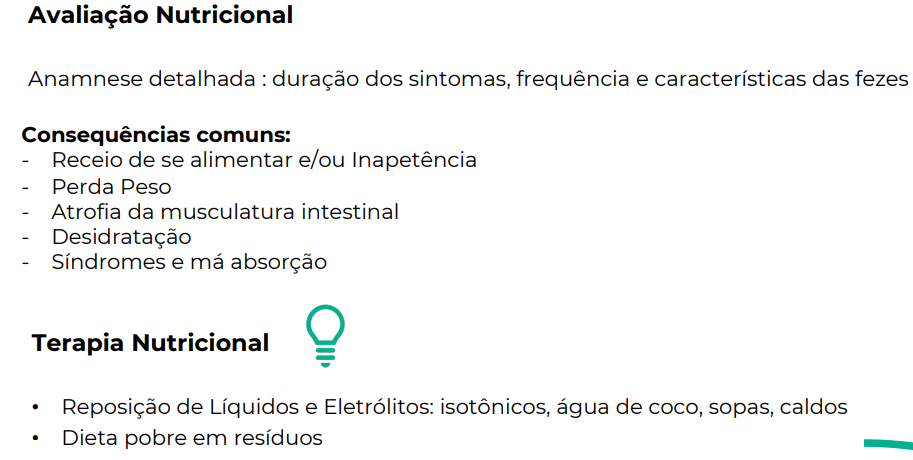 Avaliação Nutricional
Anamnese detalhada : duração dos sintomas, frequência e características das fezes
Consequências comuns:
- Receio de se alimentar e/ou Inapetência
- Perda Peso
- Atrofia da musculatura intestinal
- Desidratação
- Síndromes e má absorção
Terapia Nutricional
• Reposição de Líquidos e Eletrólitos: isotônicos, água de coco, sopas, caldos
• Dieta pobre em resíduos